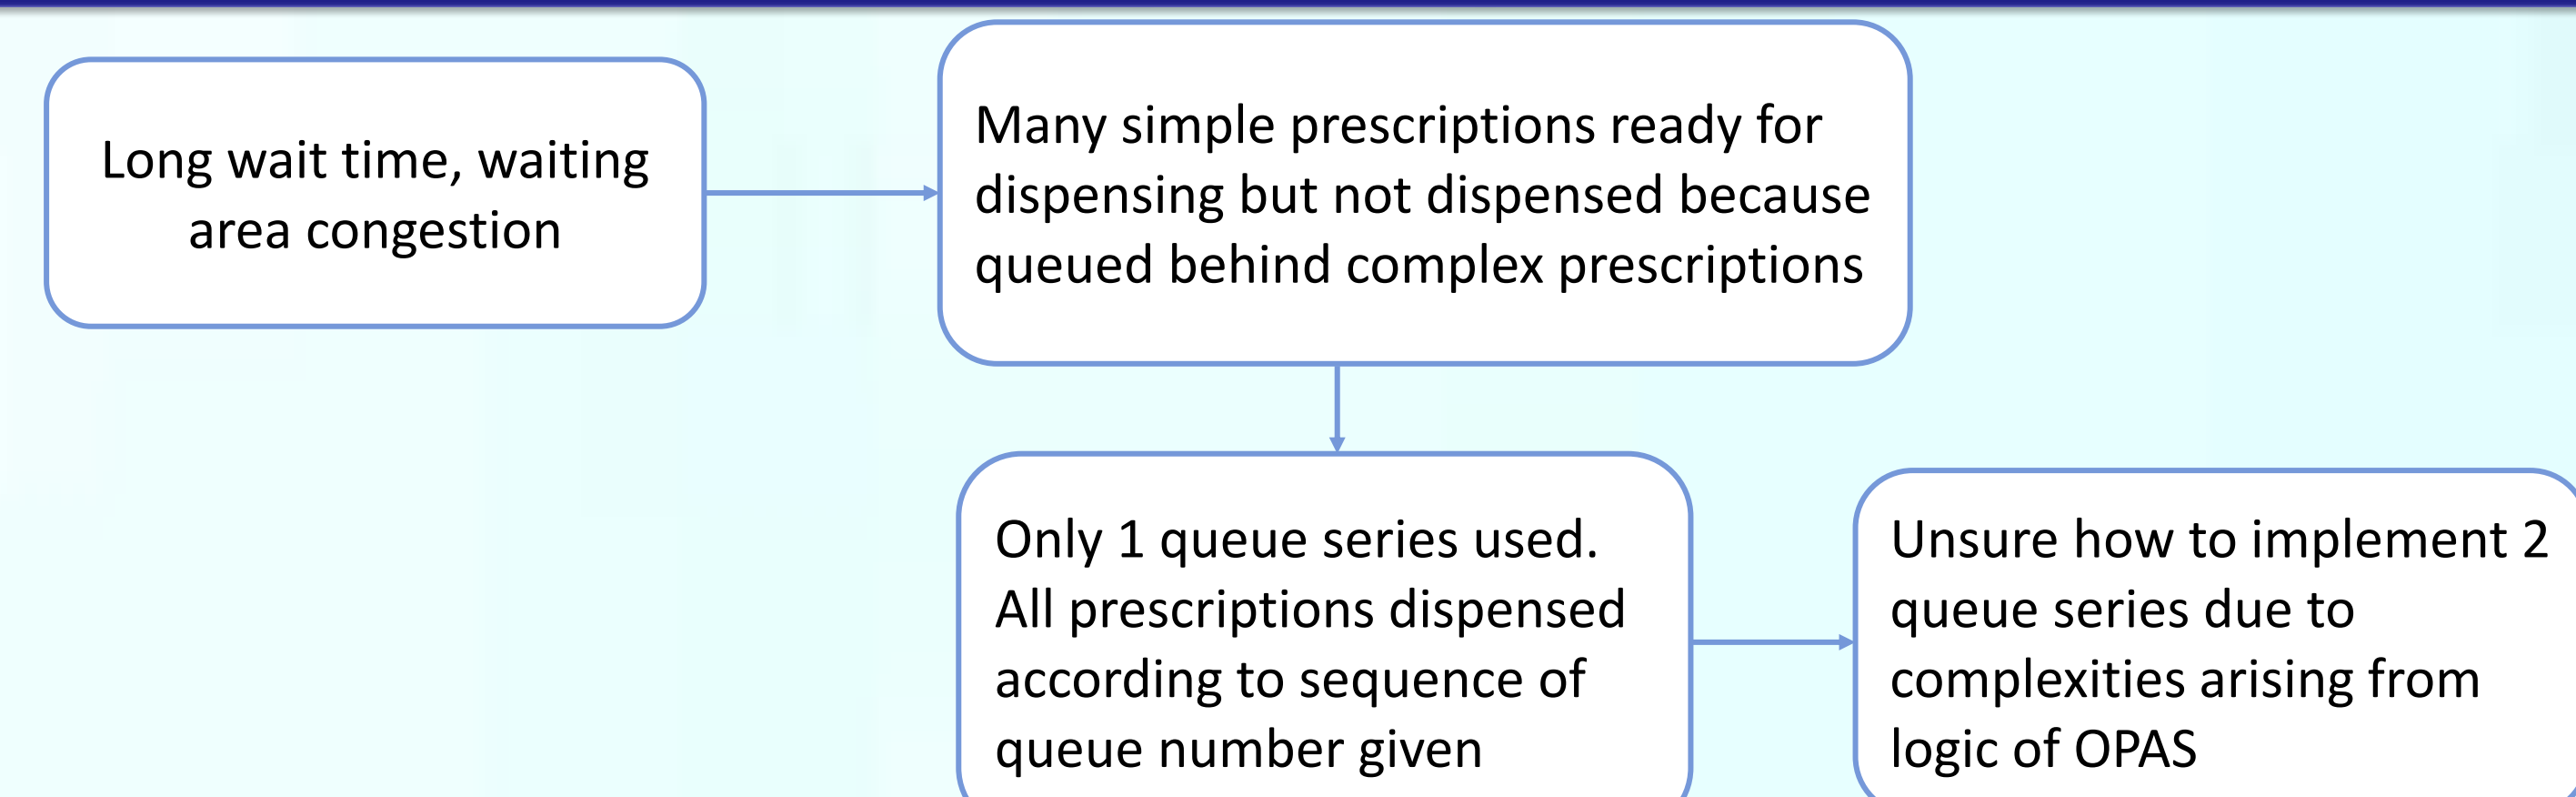 Long wait time, waiting
area congestion
Many simple prescriptions ready for
dispensing but not dispensed because
queued behind complex prescriptions
Only 1 queue series used.
All prescriptions dispensed
according to sequence of
queue number given
Unsure how to implement 2
queue series due to
complexities arising from
logic of OPAS